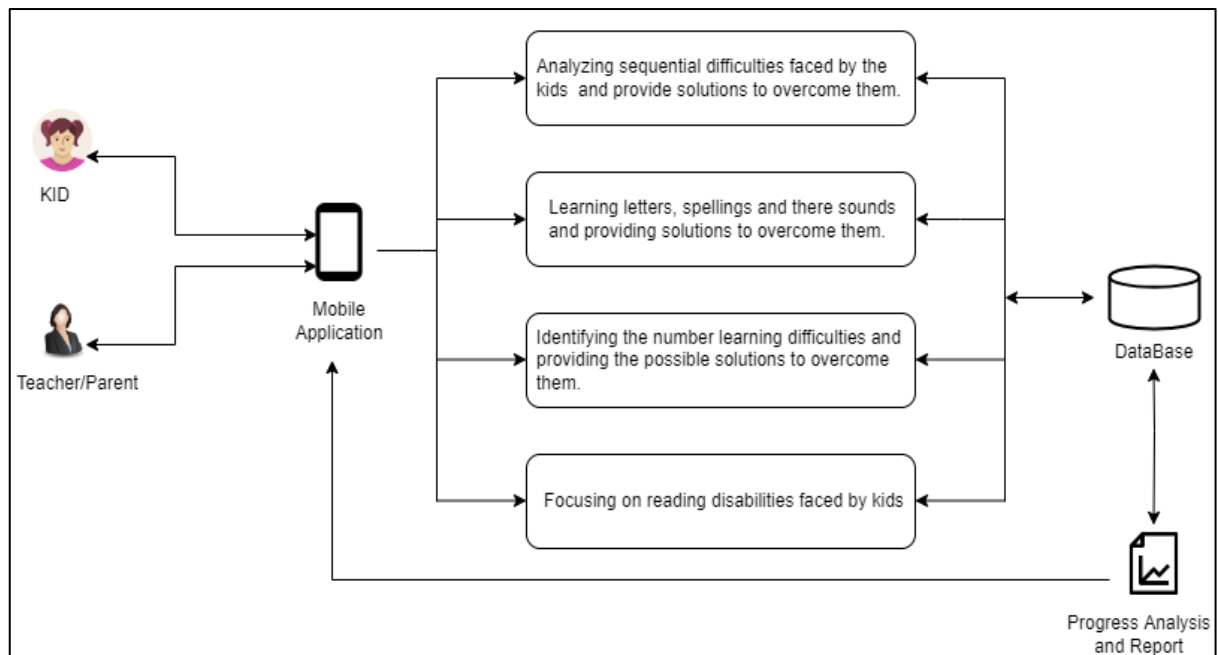 Analyzing sequential difficulties faced by the
kids and provide solutions to overcome them.
KID
Learning letters, spellings and there sounds
and providing solutions to overcome them.
Mobile
Application
Teacher/Parent
Identifying the number learning difficulties and
providing the possible solutions to overcome
them.
DataBase
Focusing on reading disabilities faced by kids
Progress Analysis
and Report